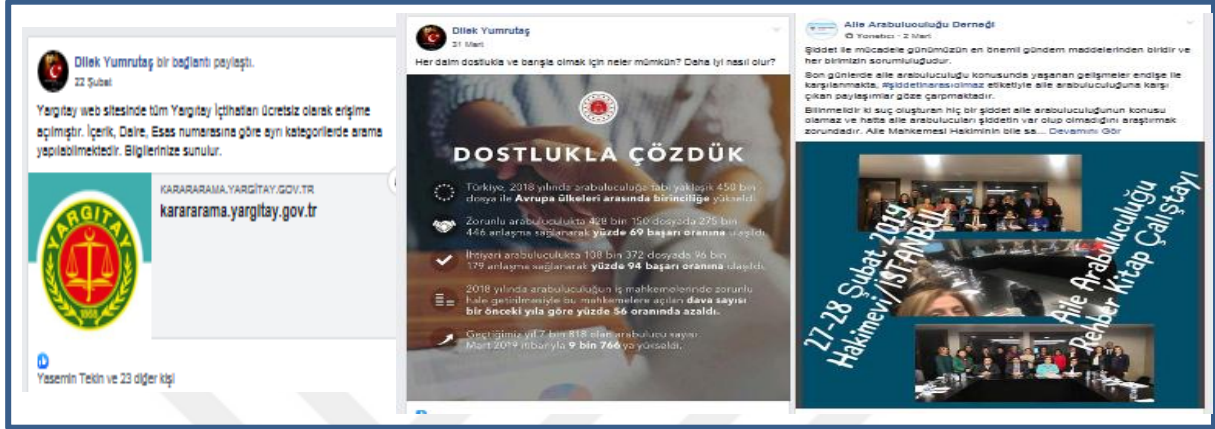 Dilek Yumrutaş bir bağlantı paylaştı.
22 Şubat
Yargıtay web sitesinde tüm Yargıtay İçtihatları ücretsiz olarak erişime
açılmıştır. İçerik, Daire, Esas numarasına göre ayrı kategorilerde arama
yapılabilmektedir. Bilgilerinize sunulur.
YARGITAY
1868
KARARARAMA.YARGİTAY.GOV.TR
karararama.yargitay.gov.tr
Yasemin Tekin ve 23 diğer kişi
Dilek Yumrutaş
31 Mart
Her daim dostlukla ve barışla olmak için neler mümkün? Daha iyi nasıl olur?
DOSTLUKLA ÇÖZDÜK
Türkiye, 2018 yılında arabuluculuğa tabi yaklaşık 450 bin
dosya ile Avrupa ülkeleri arasında birinciliğe yükseldi.
Zorunlu arabuluculukta 428 bin 150 dosyada 275 bin
446 anlaşma sağlanarak yüzde 69 başarı oranına ulaşıldı.
İhtiyari arabuluculukta 108 bin 372 dosyada 96 bin
179 anlaşma sağlanarak yüzde 94 başarı oranına ulaşıldı.
2018 yılında arabuluculuğun iş mahkemelerinde zorunlu
hale getirilmesiyle bu mahkemelere açılan dava sayısı
bir önceki yıla göre yüzde 56 oranında azaldı.
Geçtiğimiz yıl 7 bin 818 olan arabulucu sayısı
Mart 2019 itibarıyla 9 bin 766'ya yükseldi.
Aile Arabuluculuğu Derneği
Yönetici · 2 Mart
Şiddet ile mücadele günümüzün en önemli gündem maddelerinden biridir ve
her birimizin sorumluluğudur.
Son günlerde aile arabuluculuğu konusunda yaşanan gelişmeler endişe ile
karşılanmakta, #şiddetinarasıolmaz etiketiyle aile arabuluculuğuna karşı
çıkan paylaşımlar göze çarpmaktadır.
Bilinmelidir ki suç oluşturan hiç bir şiddet aile arabuluculuğunun konusu
olamaz ve hatta aile arabulucuları şiddetin var olup olmadığını araştırmak
zorundadır. Aile Mahkemesi Hakiminin bile sa... Devamını Gör
27-28 Şubat 2019
Hakimevi/İSTANBUL
Aile Arabuluculuğu
Rehber Kitap Çalıştayı